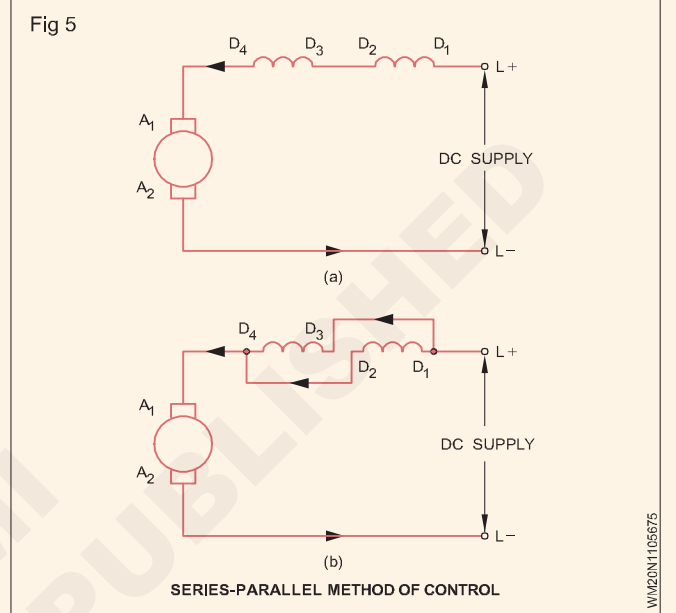 Fig 5
D4 D3 D2 D1
L+
A1
DC SUPPLY
A2
L−
(a)
D4 D3
L+
D2 D1
A1
DC SUPPLY
A2
L−
(b)
SERIES-PARALLEL METHOD OF CONTROL
WM20N1105675
PUBLISHED